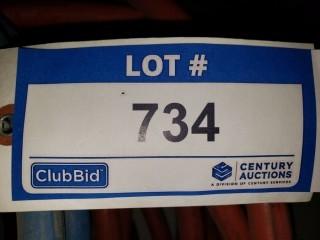 LOT #
734
ClubBid
CENTURY
AUCTIONS
A DIVISION OF CENTURY SERVICES